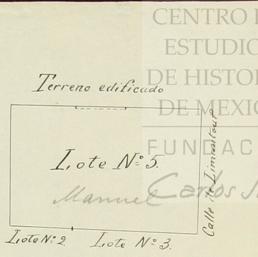 CENTRO
ESTUDIO
DE HISTOR
DE MEXIC
FUNDAC
Carlos S
Terreno edificado
Lote Nº 5.
Manuel
Calle de Limantour
Lote Nº 2
Lote Nº 3.